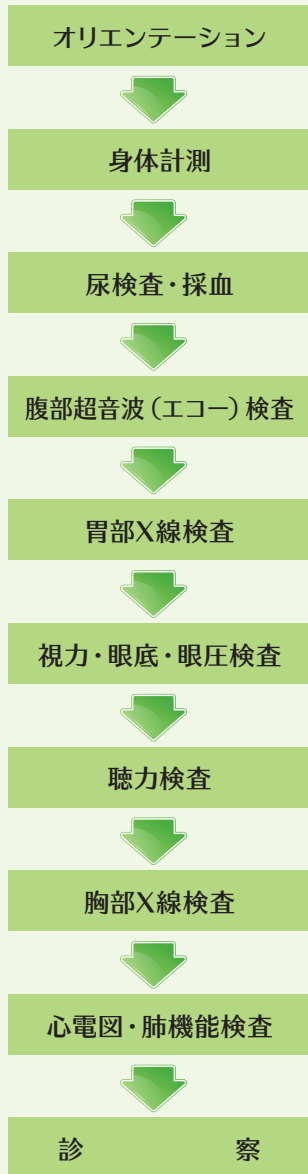 オリエンテーション
身体計測
尿検査・採血
腹部超音波(エコー)検査
胃部X線検査
視力・眼底・眼圧検査
聴力検査
胸部X線検査
心電図・肺機能検査
診　察